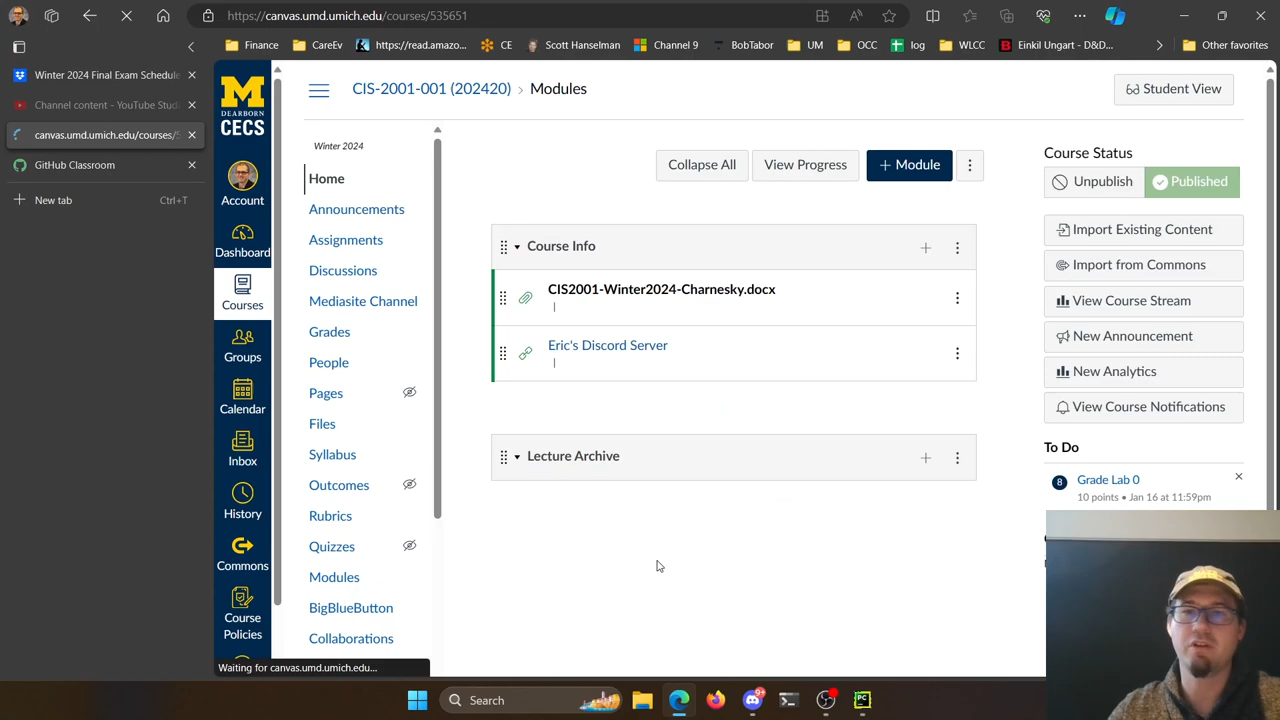 https://canvas.umd.umich.edu/courses/535651
Finance
CareEv
https://read.amazo...
CE
Scott Hanselman
Channel 9
BobTabor
UM
OCC
log
WLCC
Einkil Ungart - D&D...
Other favorites
Winter 2024 Final Exam Schedule
Channel content - YouTube Stud
canvas.umd.umich.edu/courses/5
GitHub Classroom
New tab
Ctrl+T
M
DEARBORN
CECS
Account
Dashboard
Courses
Groups
Calendar
Inbox
History
Commons
Course
Policies
CIS-2001-001 (202420) › Modules
Student View
Winter 2024
Home
Announcements
Assignments
Discussions
Mediasite Channel
Grades
People
Pages
Files
Syllabus
Outcomes
Rubrics
Quizzes
Modules
BigBlueButton
Collaborations
Collapse All
View Progress
+ Module
Course Info
CIS2001-Winter2024-Charnesky.docx
|
Eric's Discord Server
|
Lecture Archive
Course Status
Unpublish
Published
Import Existing Content
Import from Commons
View Course Stream
New Announcement
New Analytics
View Course Notifications
To Do
8
Grade Lab 0
10 points • Jan 16 at 11:59pm
Waiting for canvas.umd.umich.edu...
Search
9+
PC